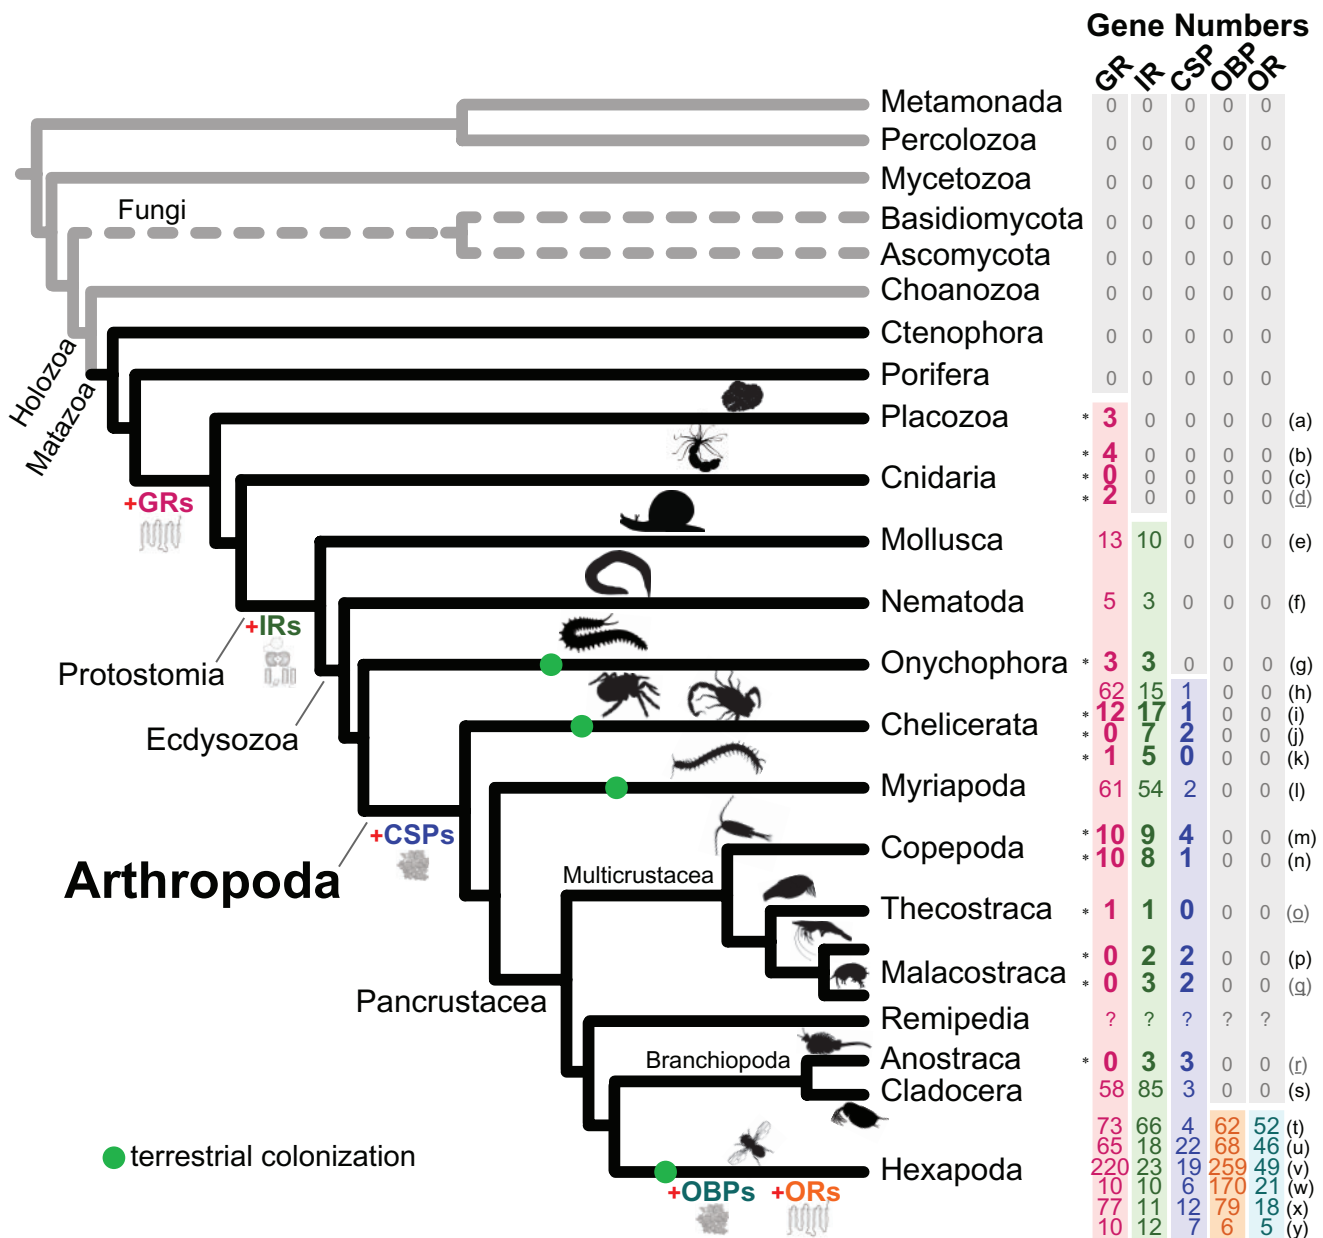 Gene Numbers
GR IR CSP OBP OR
Metamonada 0 0 0 0 0
Percolozoa 0 0 0 0 0
Mycetozoa 0 0 0 0 0
Fungi
Basidiomycota 0 0 0 0 0
Ascomycota 0 0 0 0 0
Choanozoa 0 0 0 0 0
Ctenophora 0 0 0 0 0
Holozoa
Porifera 0 0 0 0 0
Matazoa
Placozoa * 3 0 0 0 0 (a)
* 4 0 0 0 0 (b)
Cnidaria * 0 0 0 0 0 (c)
* 2 0 0 0 0 (d)
+GRs
Mollusca 13 10 0 0 0 (e)
Nematoda 5 3 0 0 0 (f)
+IRs
Protostomia
Onychophora * 3 3 0 0 0 (g)
62 15 1 0 0 (h)
* 12 17 1 0 0 (i)
Chelicerata * 0 7 2 0 0 (j)
Ecdysozoa
* 1 5 0 0 0 (k)
Myriapoda 61 54 2 0 0 (l)
+CSPs
* 10 9 4 0 0 (m)
Copepoda * 10 8 1 0 0 (n)
Arthropoda
Multicrustacea
Thecostraca * 1 1 0 0 0 (o)
* 0 2 2 0 0 (p)
Malacostraca * 0 3 2 0 0 (q)
Pancrustacea
Remipedia ? ? ? ? ?
Branchiopoda
Anostraca * 0 3 3 0 0 (r)
Cladocera 58 85 3 0 0 (s)
73 66 4 62 52 (t)
65 18 22 68 46 (u)
terrestrial colonization
Hexapoda 220 23 19 259 49 (v)
+OBPs +ORs
10 10 6 170 21 (w)
77 11 12 79 18 (x)
10 12 7 6 5 (y)